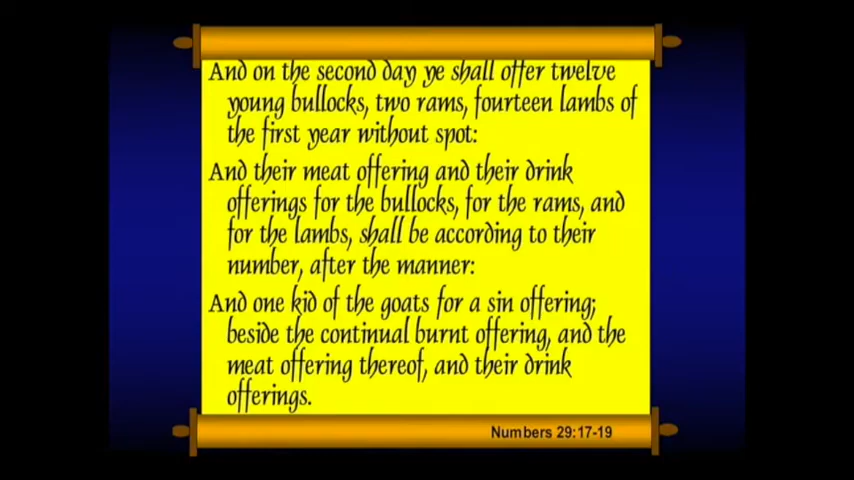 And on the second day ye shall offer twelve
young bullocks, two rams, fourteen lambs of
the first year without spot:
And their meat offering and their drink
offerings for the bullocks, for the rams, and
for the lambs, shall be according to their
number, after the manner:
And one kid of the goats for a sin offering;
beside the continual burnt offering, and the
meat offering thereof, and their drink
offerings.
Numbers 29:17-19